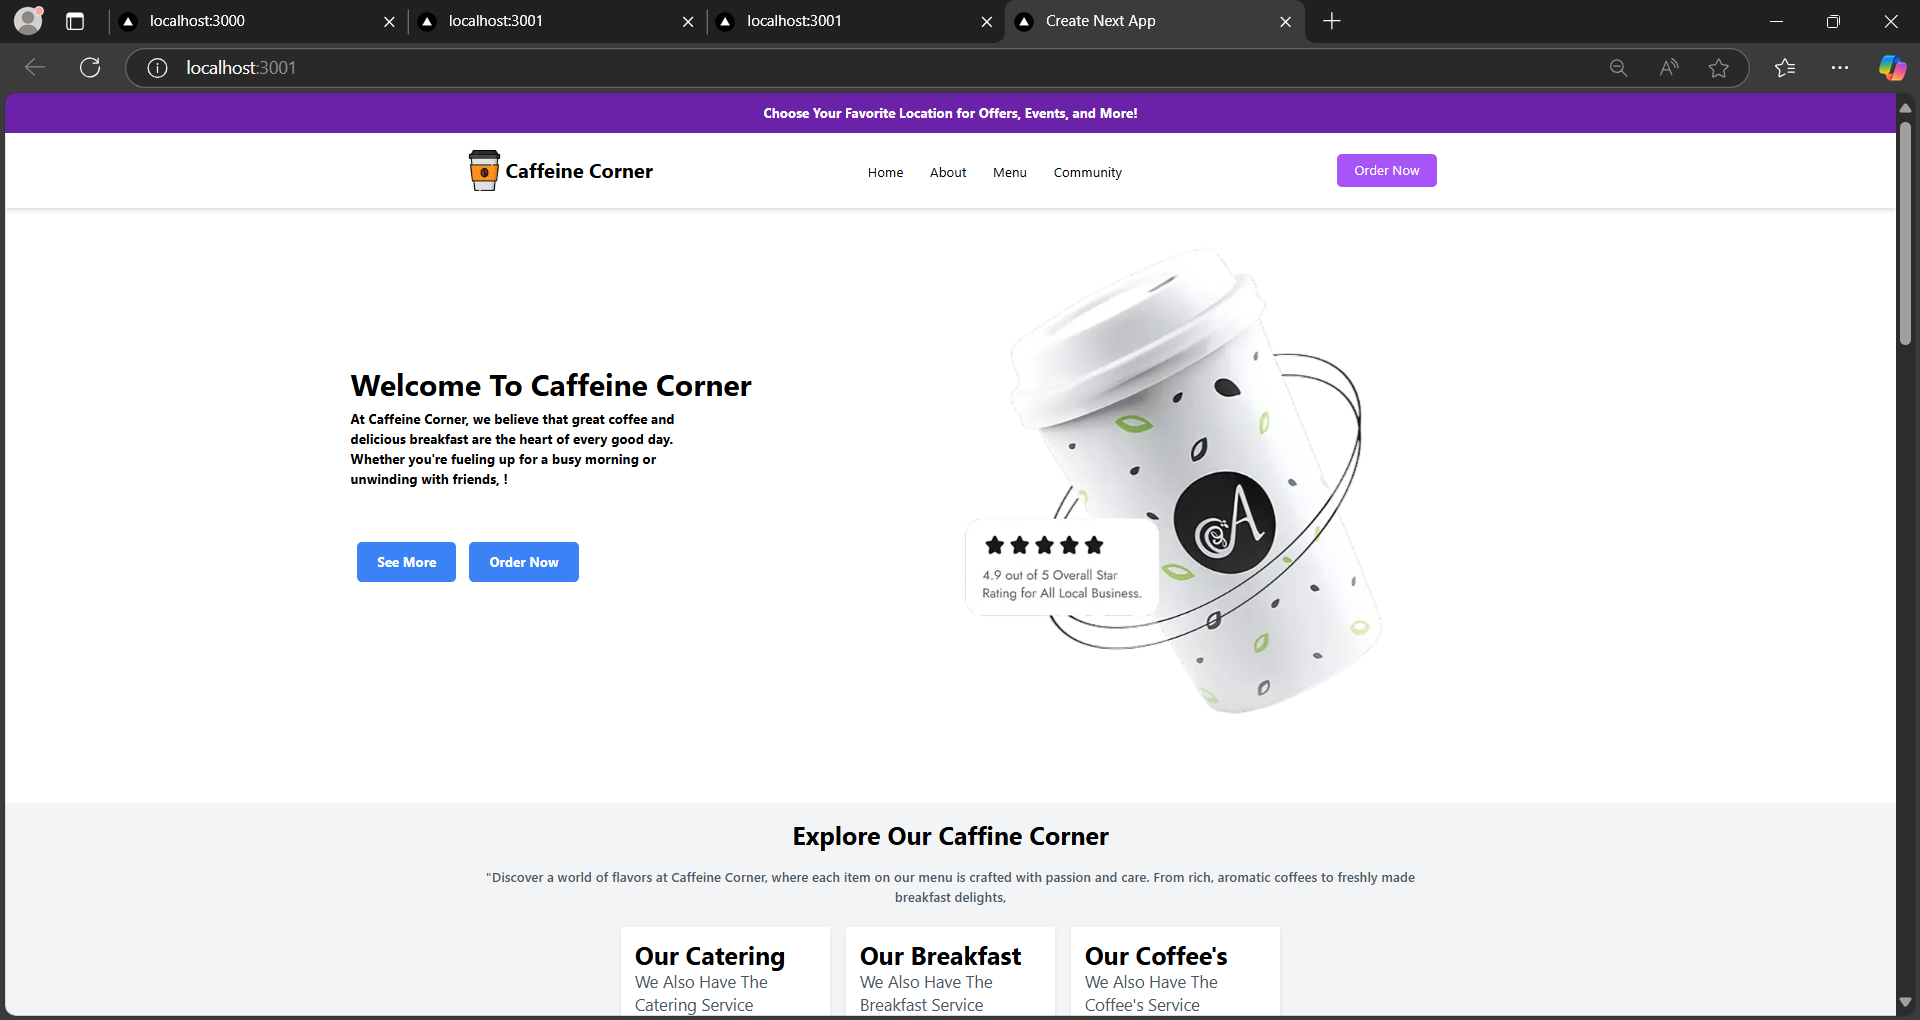 localhost:3000
localhost:3001
localhost:3001
Create Next App
localhost:3001
Choose Your Favorite Location for Offers, Events, and More!
Caffeine Corner
Home About Menu Community
Order Now
Welcome To Caffeine Corner
At Caffeine Corner, we believe that great coffee and
delicious breakfast are the heart of every good day.
Whether you're fueling up for a busy morning or
unwinding with friends, !
See More
Order Now
A
4.9 out of 5 Overall Star
Rating for All Local Business.
Explore Our Caffine Corner
"Discover a world of flavors at Caffeine Corner, where each item on our menu is crafted with passion and care. From rich, aromatic coffees to freshly made
breakfast delights,
Our Catering
We Also Have The
Catering Service
Our Breakfast
We Also Have The
Breakfast Service
Our Coffee's
We Also Have The
Coffee's Service